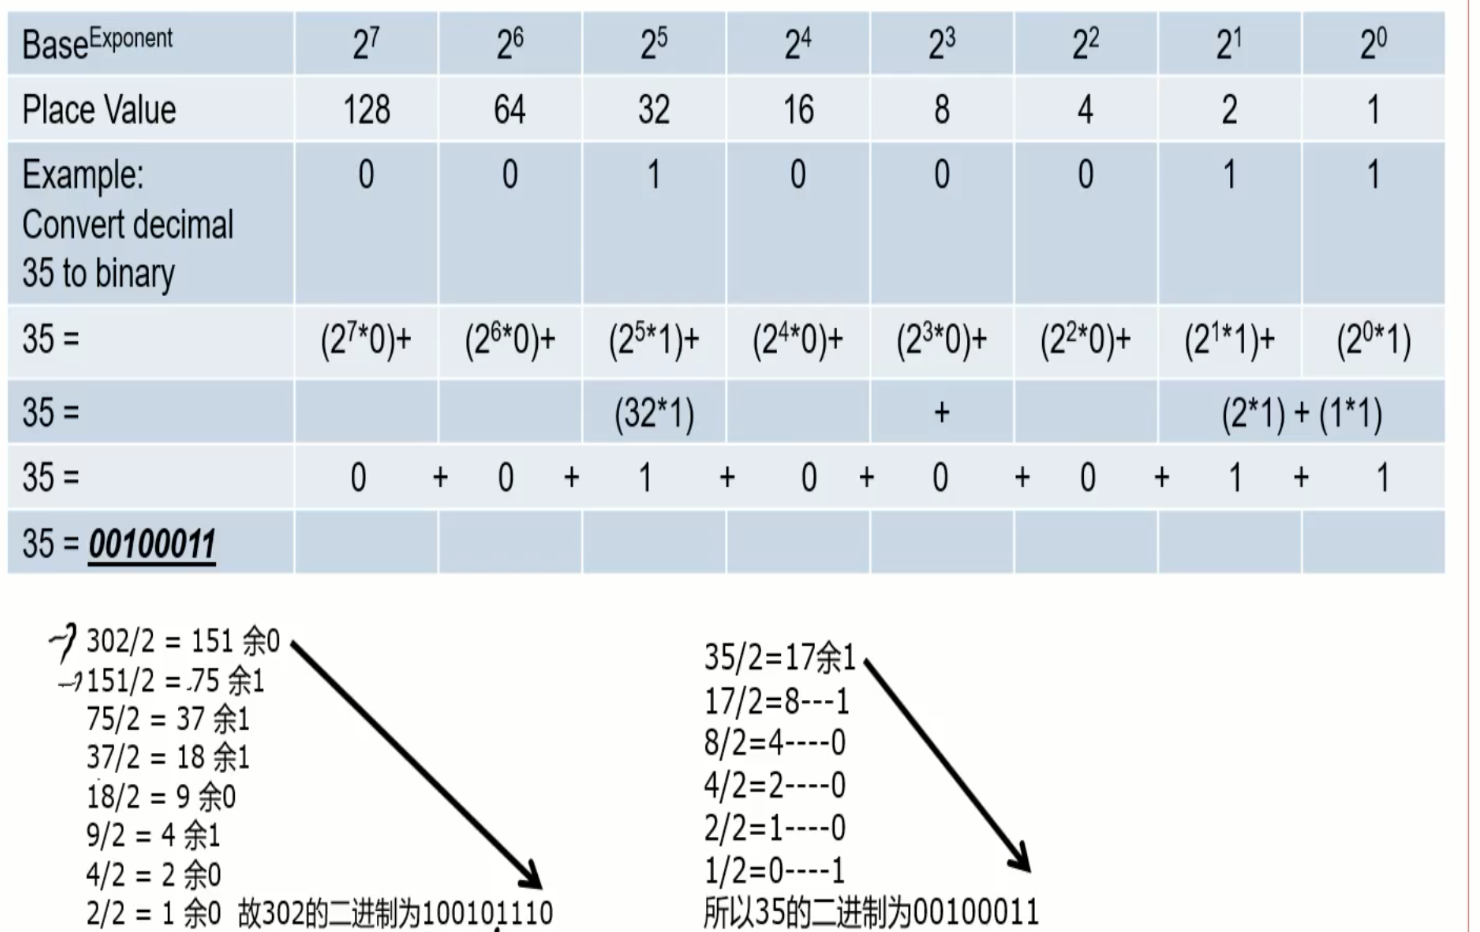 Base^Exponent 2^7 2^6 2^5 2^4 2^3 2^2 2^1 2^0
Place Value 128 64 32 16 8 4 2 1
Example: 0 0 1 0 0 0 1 1
Convert decimal
35 to binary
35 = (2^7*0)+ (2^6*0)+ (2^5*1)+ (2^4*0)+ (2^3*0)+ (2^2*0)+ (2^1*1)+ (2^0*1)
35 = (32*1) + (2*1) + (1*1)
35 = 0 + 0 + 1 + 0 + 0 + 0 + 1 + 1
35 = 00100011
302/2 = 151 余0
151/2 = 75 余1
75/2 = 37 余1
37/2 = 18 余1
18/2 = 9 余0
9/2 = 4 余1
4/2 = 2 余0
2/2 = 1 余0 故302的二进制为100101110
35/2=17余1
17/2=8---1
8/2=4----0
4/2=2----0
2/2=1----0
1/2=0----1
所以35的二进制为00100011